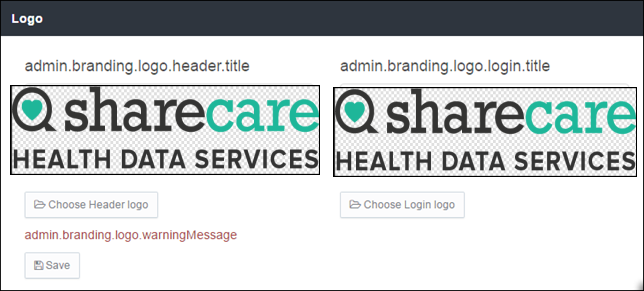 Logo
admin.branding.logo.header.title
sharecare
HEALTH DATA SERVICES
Choose Header logo
admin.branding.logo.warningMessage
Save
admin.branding.logo.login.title
sharecare
HEALTH DATA SERVICES
Choose Login logo